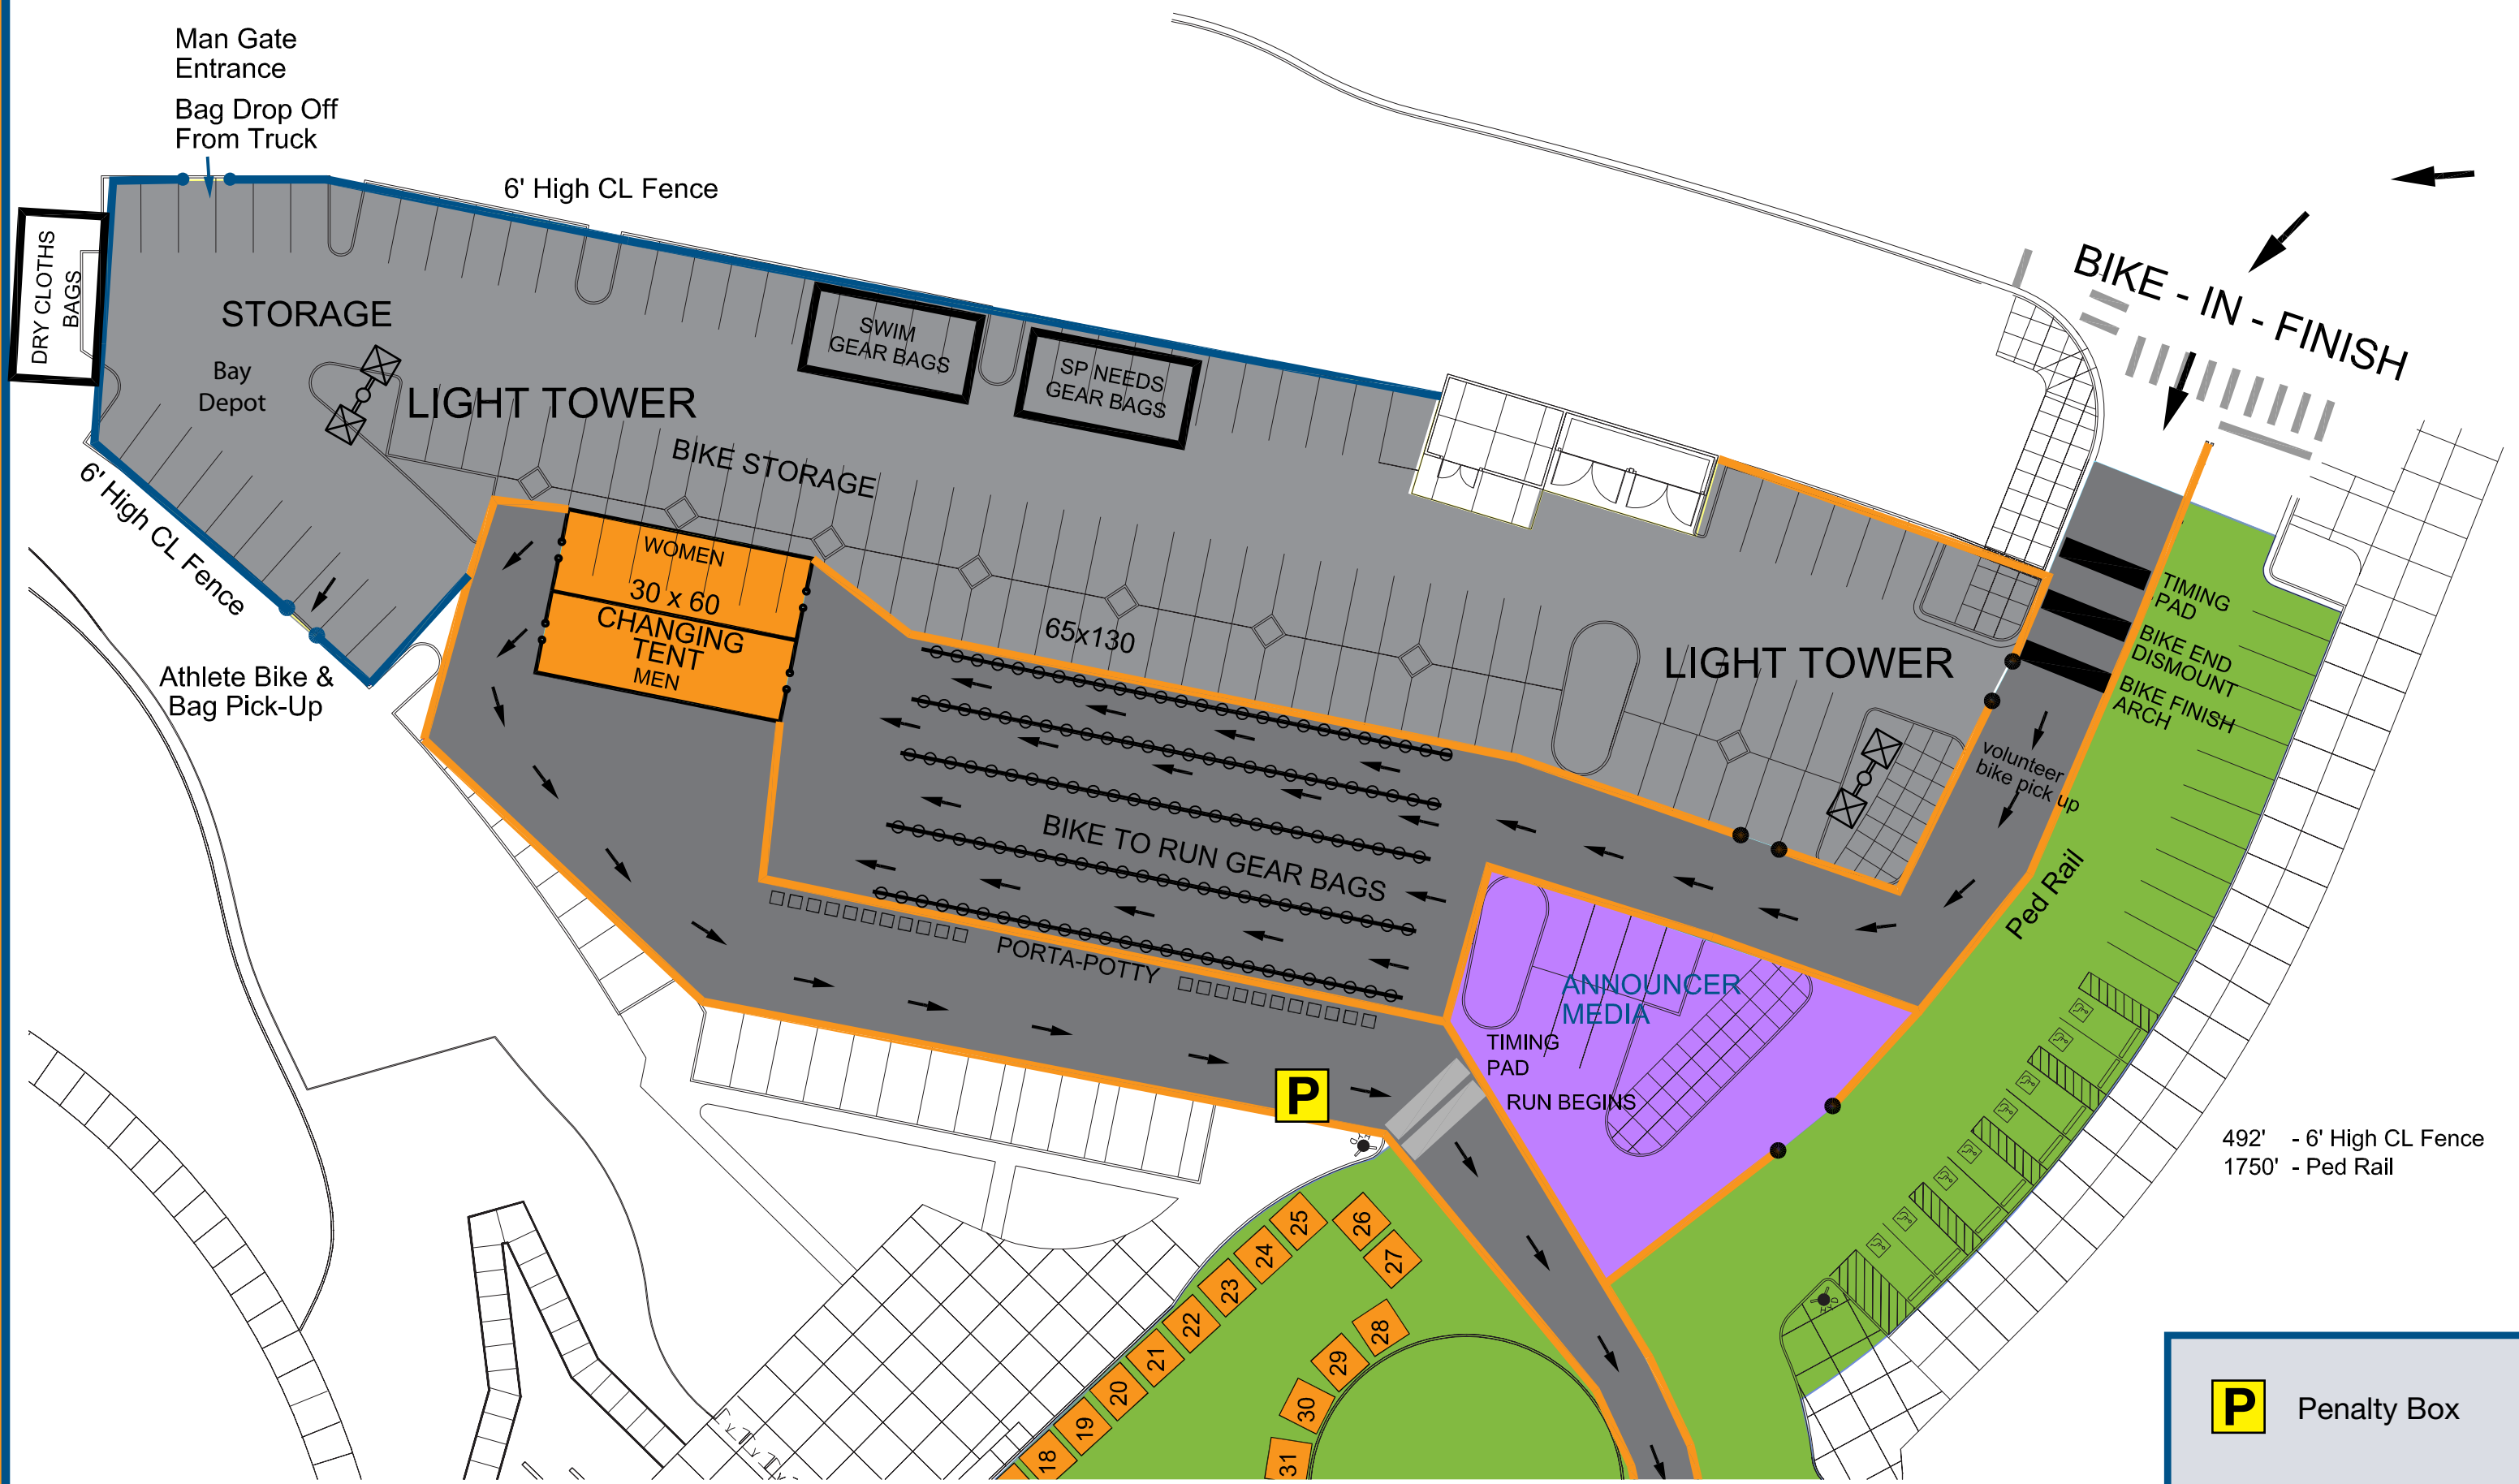 Man Gate
Entrance
Bag Drop Off
From Truck
6' High CL Fence
DRY CLOTHS
BAGS
STORAGE
Bay
Depot
LIGHT TOWER
SWIM
GEAR BAGS
SP NEEDS
GEAR BAGS
BIKE STORAGE
BIKE - IN - FINISH
6' High CL Fence
Athlete Bike &
Bag Pick-Up
WOMEN
30 x 60
CHANGING
TENT
MEN
65x130
LIGHT TOWER
TIMING
PAD
BIKE END
DISMOUNT
BIKE FINISH
ARCH
volunteer
bike pick up
Ped Rail
BIKE TO RUN GEAR BAGS
PORTA-POTTY
ANNOUNCER
MEDIA
TIMING
PAD
RUN BEGINS
P
492' - 6' High CL Fence
1750' - Ped Rail
25
26
24
27
23
22
28
21
29
20
30
19
18
31
P Penalty Box